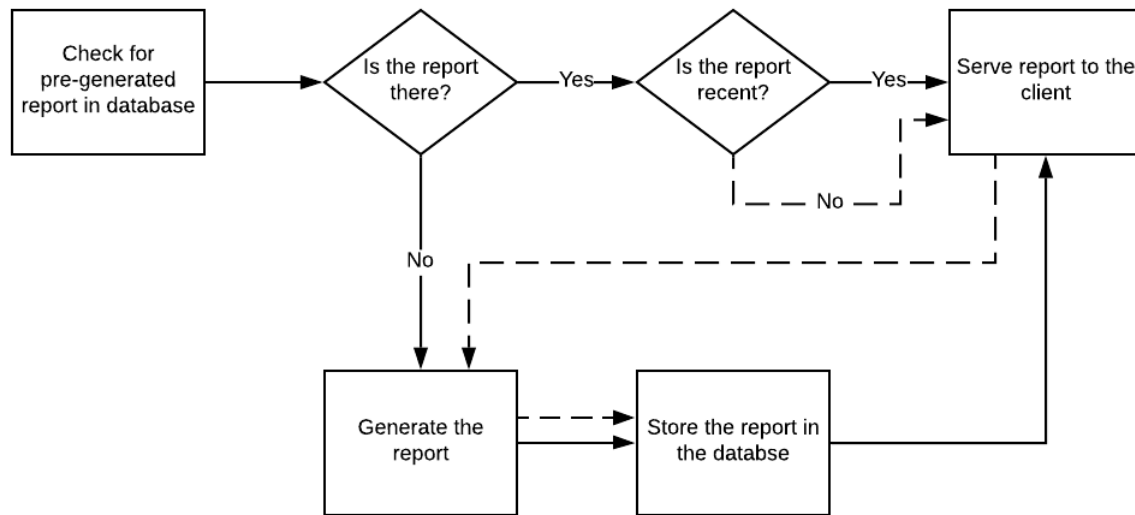 Check for
pre-generated
report in database
Is the report
there?
Yes
Is the report
recent?
Yes
Serve report to the
client
No
No
Generate the
report
Store the report in
the databse